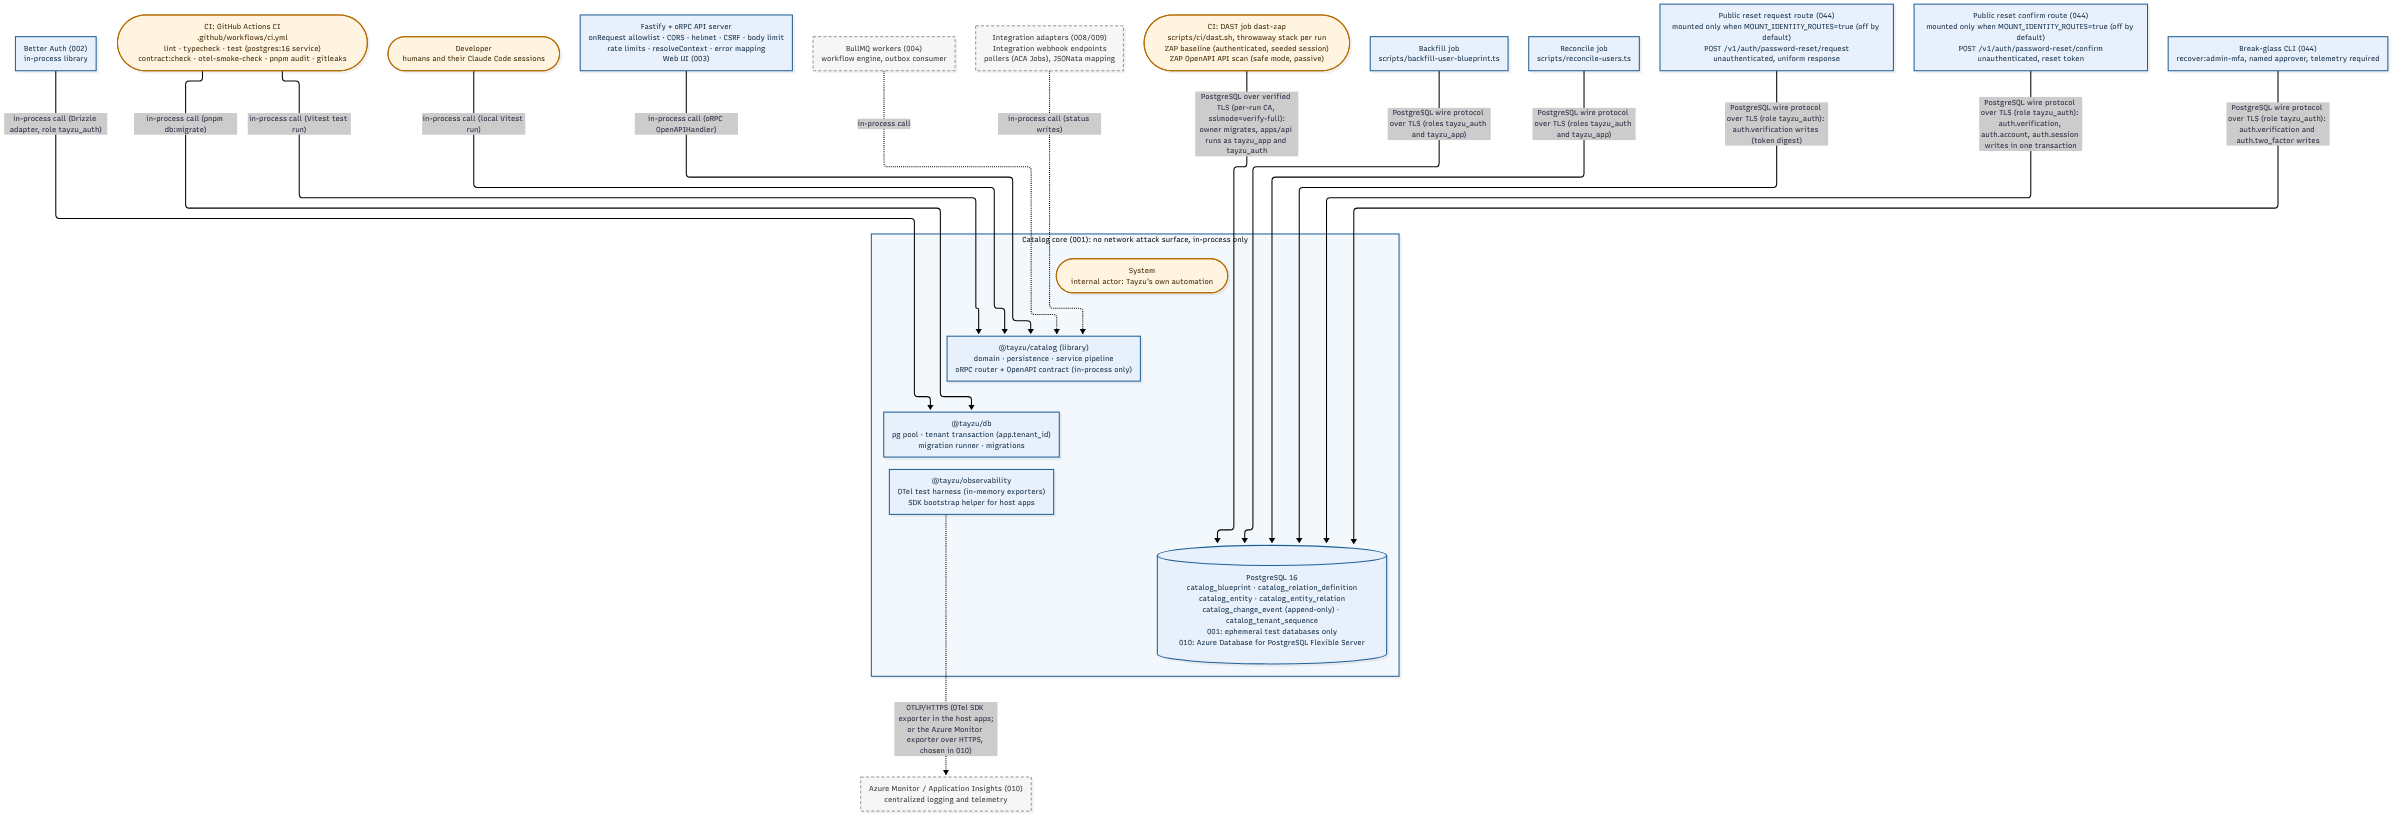 Better Auth (002)
in-process library
CI: GitHub Actions CI
.github/workflows/ci.yml
lint · typecheck · test (postgres:16 service)
contract:check · otel-smoke-check · pnpm audit · gitleaks
Developer
humans and their Claude Code sessions
Fastify + oRPC API server
onRequest allowlist · CORS · helmet · CSRF · body limit
rate limits · resolveContext · error mapping
Web UI (003)
BullMQ workers (004)
workflow engine, outbox consumer
Integration adapters (008/009)
Integration webhook endpoints
pollers (ACA Jobs), JSONata mapping
CI: DAST job dast-zap
scripts/ci/dast.sh, throwaway stack per run
ZAP baseline (authenticated, seeded session)
ZAP OpenAPI API scan (safe mode, passive)
Backfill job
scripts/backfill-user-blueprint.ts
Reconcile job
scripts/reconcile-users.ts
Public reset request route (044)
mounted only when MOUNT_IDENTITY_ROUTES=true (off by
default)
POST /v1/auth/password-reset/request
unauthenticated, uniform response
Public reset confirm route (044)
mounted only when MOUNT_IDENTITY_ROUTES=true (off by
default)
POST /v1/auth/password-reset/confirm
unauthenticated, reset token
Break-glass CLI (044)
recover:admin-mfa, named approver, telemetry required
in-process call (Drizzle
adapter, role tayzu_auth)
in-process call (pnpm
db:migrate)
in-process call (Vitest test
run)
in-process call (local Vitest
run)
in-process call (oRPC
OpenAPIHandler)
in-process call
in-process call (status
writes)
PostgreSQL over verified
TLS (per-run CA,
sslmode=verify-full):
owner migrates, apps/api
runs as tayzu_app and
tayzu_auth
PostgreSQL wire protocol
over TLS (roles tayzu_auth
and tayzu_app)
PostgreSQL wire protocol
over TLS (roles tayzu_auth
and tayzu_app)
PostgreSQL wire protocol
over TLS (role tayzu_auth):
auth.verification writes
(token digest)
PostgreSQL wire protocol
over TLS (role tayzu_auth):
auth.verification,
auth.account, auth.session
writes in one transaction
PostgreSQL wire protocol
over TLS (role tayzu_auth):
auth.verification and
auth.two_factor writes
Catalog core (001): no network attack surface, in-process only
System
internal actor: Tayzu's own automation
@tayzu/catalog (library)
domain · persistence · service pipeline
oRPC router + OpenAPI contract (in-process only)
@tayzu/db
pg pool · tenant transaction (app.tenant_id)
migration runner · migrations
@tayzu/observability
OTel test harness (in-memory exporters)
SDK bootstrap helper for host apps
PostgreSQL 16
catalog_blueprint · catalog_relation_definition
catalog_entity · catalog_entity_relation
catalog_change_event (append-only) ·
catalog_tenant_sequence
001: ephemeral test databases only
010: Azure Database for PostgreSQL Flexible Server
OTLP/HTTPS (OTel SDK
exporter in the host apps;
or the Azure Monitor
exporter over HTTPS,
chosen in 010)
Azure Monitor / Application Insights (010)
centralized logging and telemetry